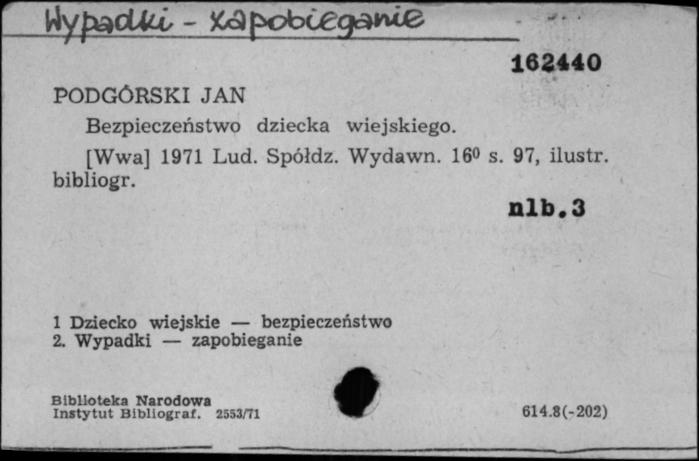 Wypadki - zapobieganie
162440
PODGÓRSKI JAN
Bezpieczeństwo dziecka wiejskiego.
[Wwa] 1971 Lud. Spółdz. Wydawn. 16⁰ s. 97, ilustr.
bibliogr.
nlb.3
1 Dziecko wiejskie — bezpieczeństwo
2. Wypadki — zapobieganie
Biblioteka Narodowa
Instytut Bibliograf. 2553/71
614.8(-202)